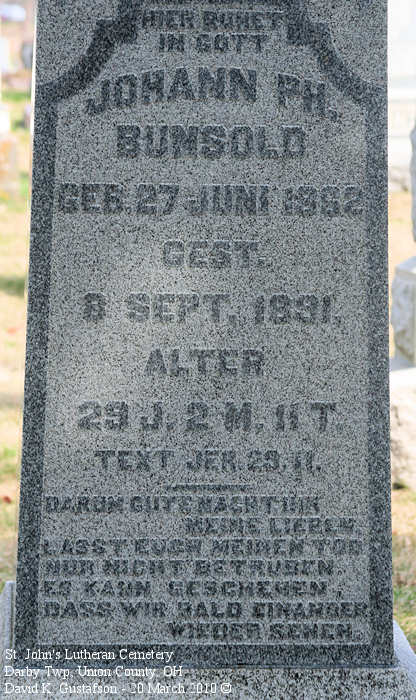 HIER RUHET
IN GOTT
JOHANN PH.
BUNSOLD
GEB. 27 JUNI 1862
GEST.
8 SEPT. 1891.
ALTER
29 J. 2 M. 11 T.
TEXT JER. 29. 11.
DARUM GUTE NACHT IHR
MEINE LIEBEN
LASST EUCH MEINEN TOD
NUR NICHT BETRÜBEN.
ES KANN GESCHEHEN,
DASS WIR BALD EINANDER
WIEDER SEHEN.
St. John's Lutheran Cemetery
Darby Twp, Union County, OH
David K. Gustafson - 20 March 2010 ©